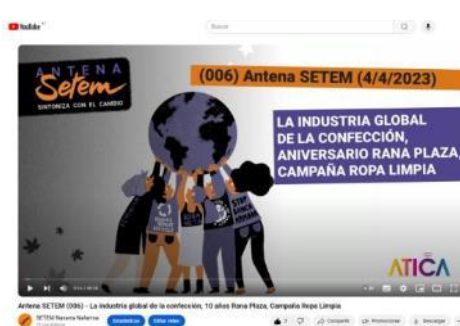 YouTube
Buscar
ANTENA
Setem
SINTONIZA CON EL CAMBIO
(006) Antena SETEM (4/4/2023)
LA INDUSTRIA GLOBAL
DE LA CONFECCIÓN,
ANIVERSARIO RANA PLAZA,
CAMPAÑA ROPA LIMPIA
ATICA
Antena SETEM (006) - La industria global de la confección, 10 años Rana Plaza, Campaña Ropa Limpia
SETEM Navarra-Nafarroa
Estadísticas
Editar vídeo
3
Compartir
Promocionar
Descargar